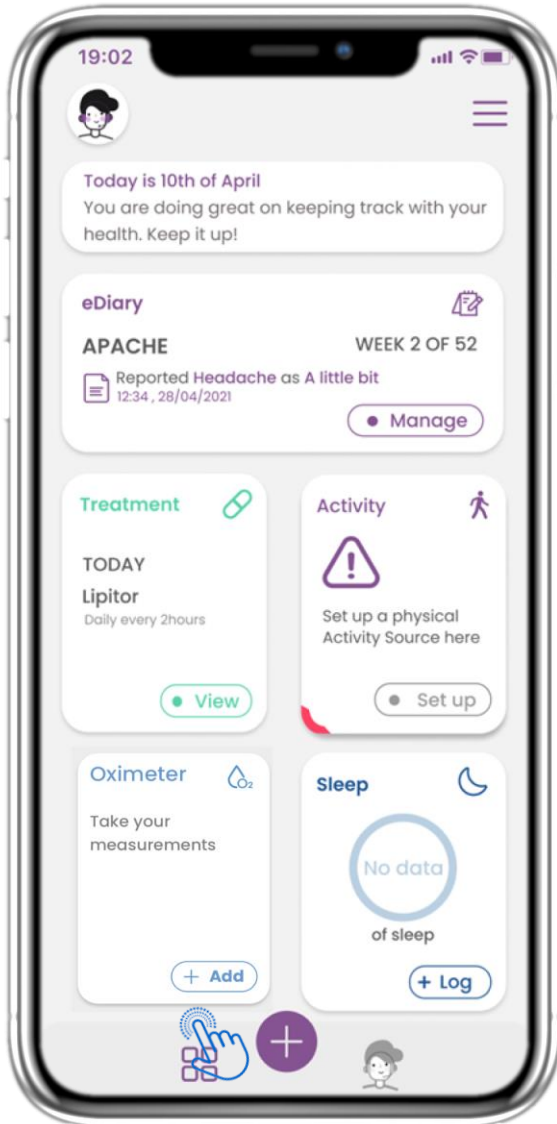 19:02
Today is 10th of April
You are doing great on keeping track with your
health. Keep it up!
eDiary
APACHE
WEEK 2 OF 52
Reported Headache as A little bit
12:34 , 28/04/2021
Manage
Treatment
TODAY
Lipitor
Daily every 2hours
View
Activity
Set up a physical
Activity Source here
Set up
Oximeter
O2
Take your
measurements
+ Add
Sleep
No data
of sleep
+ Log